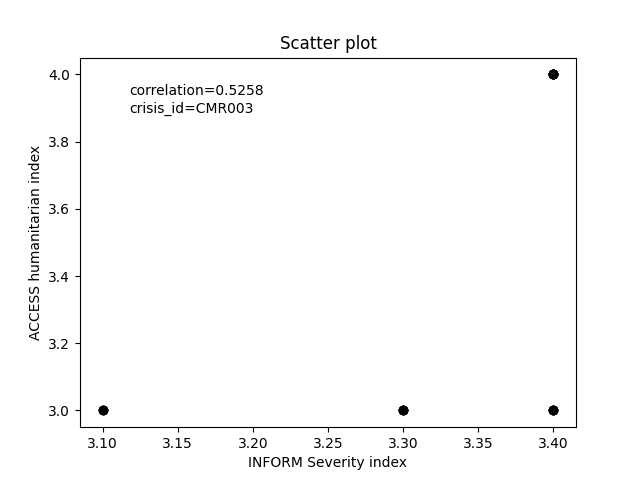 Scatter plot
correlation=0.5258
crisis_id=CMR003
ACCESS humanitarian index
4.0
3.8
3.6
3.4
3.2
3.0
3.10 3.15 3.20 3.25 3.30 3.35 3.40
INFORM Severity index